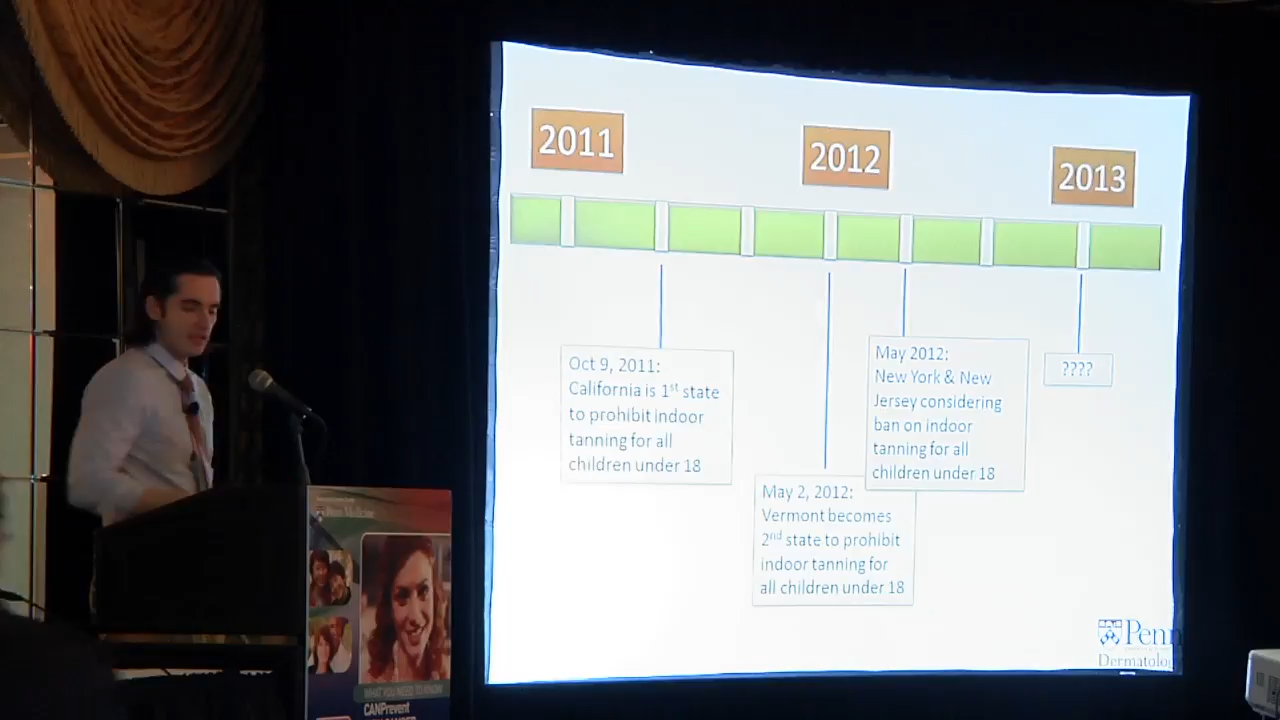 2011
2012
2013
Oct 9, 2011:
California is 1st state
to prohibit indoor
tanning for all
children under 18
May 2, 2012:
Vermont becomes
2nd state to prohibit
indoor tanning for
all children under 18
May 2012:
New York & New
Jersey considering
ban on indoor
tanning for all
children under 18
????
Penn
Dermatolog
Penn Medicine
WHAT YOU NEED TO KNOW
CANPrevent